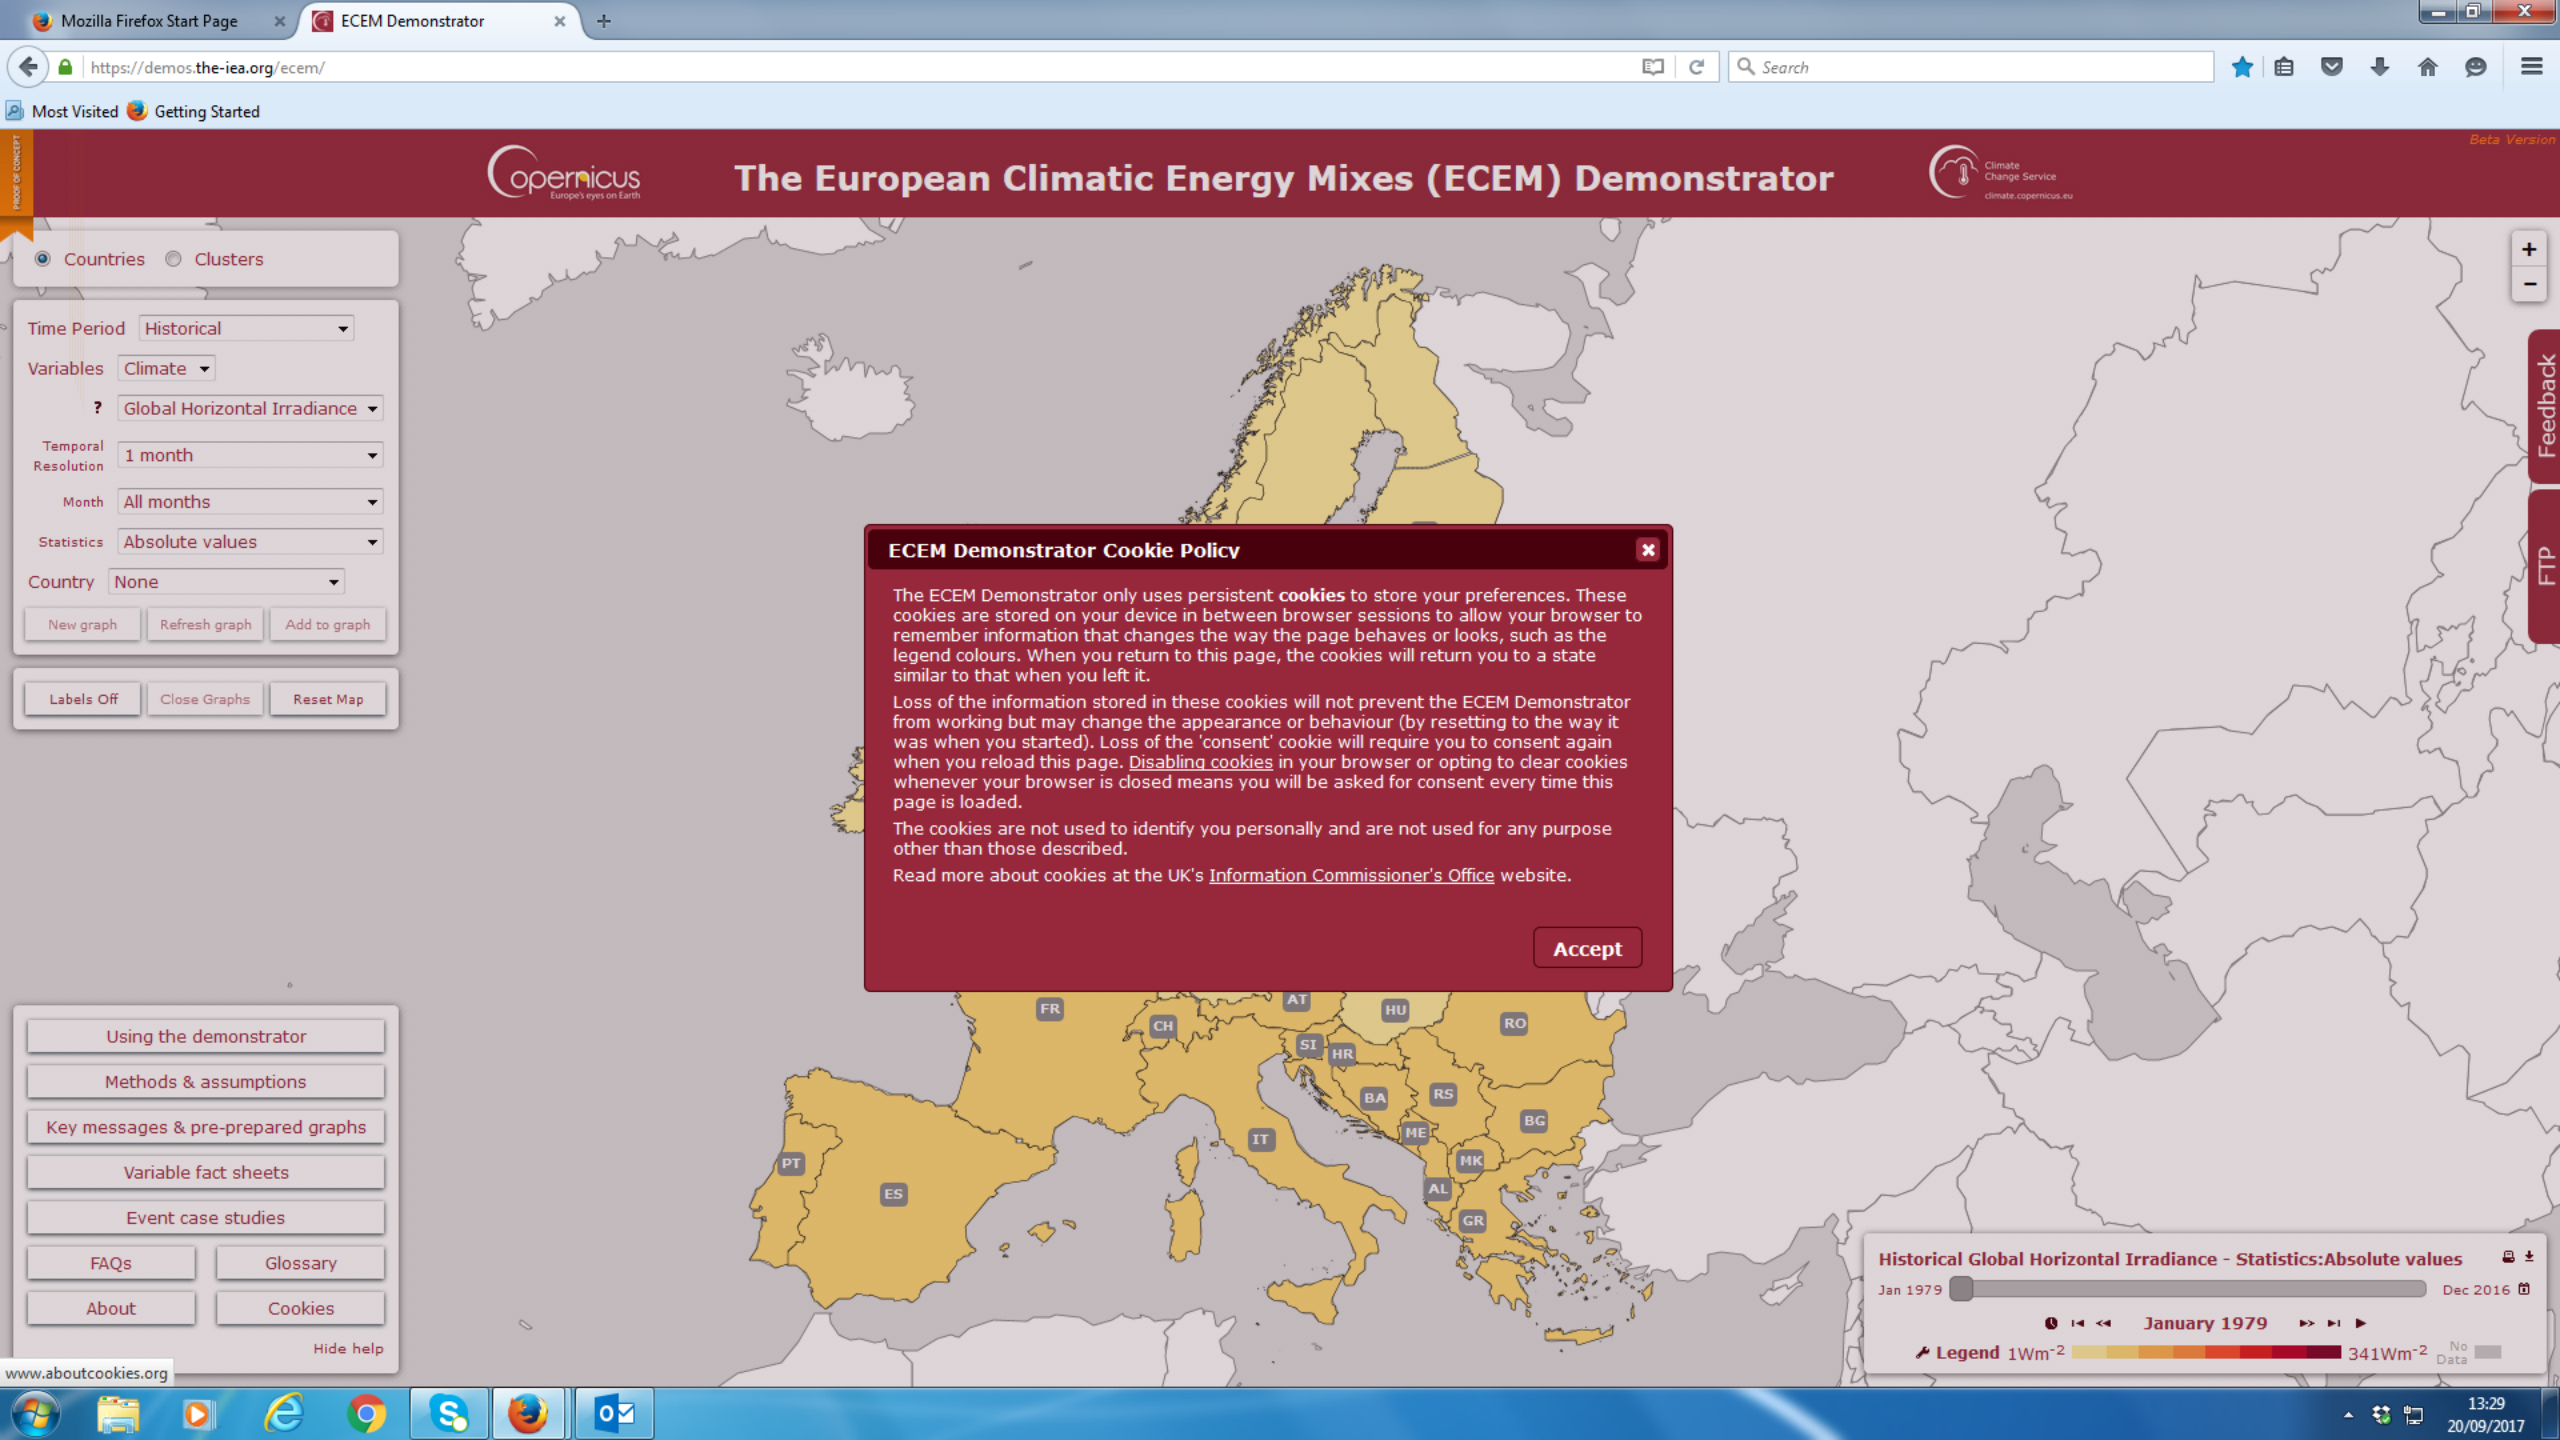 Mozilla Firefox Start Page
ECEM Demonstrator
https://demos.the-iea.org/ecem/
Search
Most Visited
Getting Started
PROOF OF CONCEPT
Copernicus
Europe's eyes on Earth
The European Climatic Energy Mixes (ECEM) Demonstrator
Climate
Change Service
climate.copernicus.eu
Beta Version
Countries
Clusters
Time Period Historical
Variables Climate
? Global Horizontal Irradiance
Temporal
Resolution 1 month
Month All months
Statistics Absolute values
Country None
New graph Refresh graph Add to graph
Labels Off Close Graphs Reset Map
+
-
Feedback
FTP
ECEM Demonstrator Cookie Policy
The ECEM Demonstrator only uses persistent cookies to store your preferences. These
cookies are stored on your device in between browser sessions to allow your browser to
remember information that changes the way the page behaves or looks, such as the
legend colours. When you return to this page, the cookies will return you to a state
similar to that when you left it.
Loss of the information stored in these cookies will not prevent the ECEM Demonstrator
from working but may change the appearance or behaviour (by resetting to the way it
was when you started). Loss of the 'consent' cookie will require you to consent again
when you reload this page. Disabling cookies in your browser or opting to clear cookies
whenever your browser is closed means you will be asked for consent every time this
page is loaded.
The cookies are not used to identify you personally and are not used for any purpose
other than those described.
Read more about cookies at the UK's Information Commissioner's Office website.
Accept
FR
CH
AT
HU
RO
SI
HR
BA
RS
BG
ME
MK
IT
AL
PT
ES
GR
Using the demonstrator
Methods & assumptions
Key messages & pre-prepared graphs
Variable fact sheets
Event case studies
FAQs Glossary
About Cookies
Hide help
www.aboutcookies.org
Historical Global Horizontal Irradiance - Statistics:Absolute values
Jan 1979 Dec 2016
January 1979
Legend 1Wm-2 341Wm-2 No
Data
13:29
20/09/2017